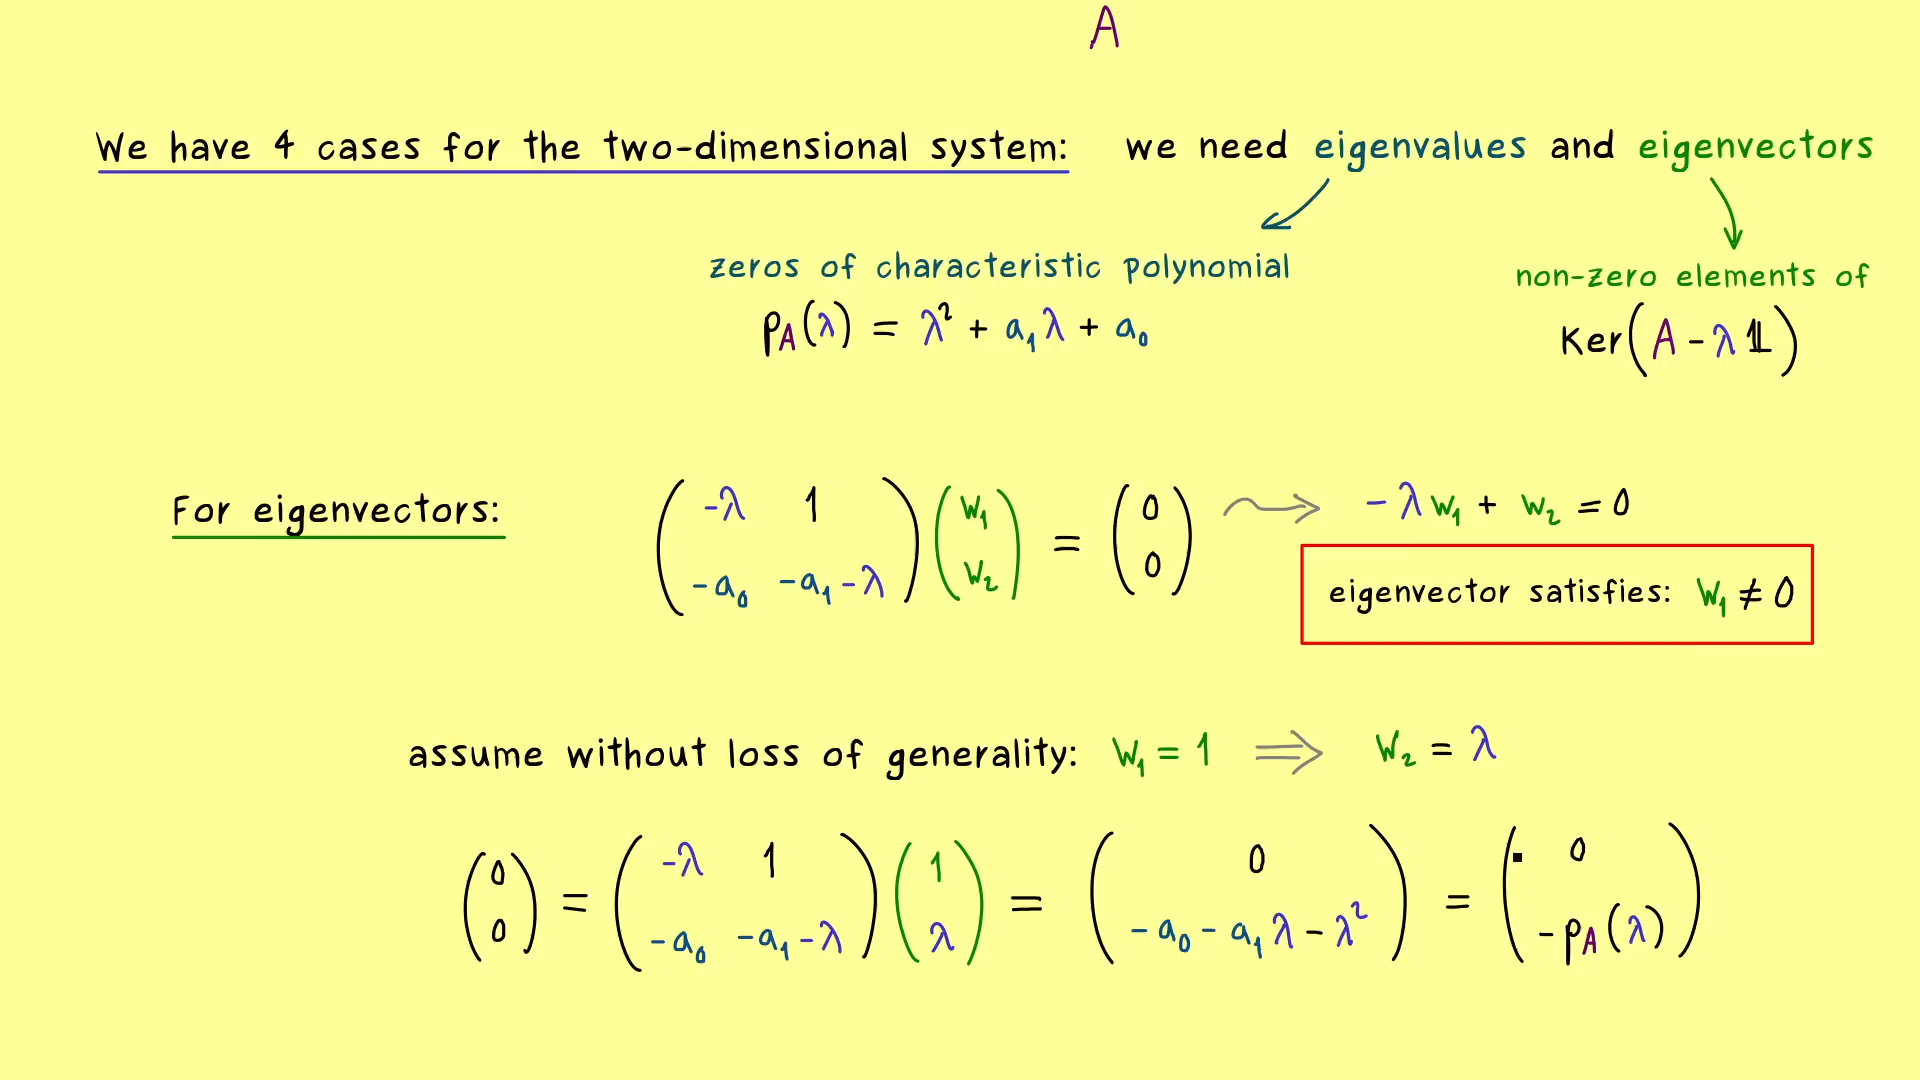 A
We have 4 cases for the two-dimensional system: we need eigenvalues and eigenvectors
zeros of characteristic polynomial
p_A(λ) = λ² + a₁λ + a₀
non-zero elements of
Ker(A - λ𝟙)
For eigenvectors: ( -λ 1 ; -a₀ -a₁-λ ) ( w₁ ; w₂ ) = ( 0 ; 0 ) ⇝ -λw₁ + w₂ = 0
eigenvector satisfies: w₁ ≠ 0
assume without loss of generality: w₁ = 1 ⇒ w₂ = λ
( 0 ; 0 ) = ( -λ 1 ; -a₀ -a₁-λ ) ( 1 ; λ ) = ( 0 ; -a₀ - a₁λ - λ² ) = ( 0 ; -p_A(λ) )